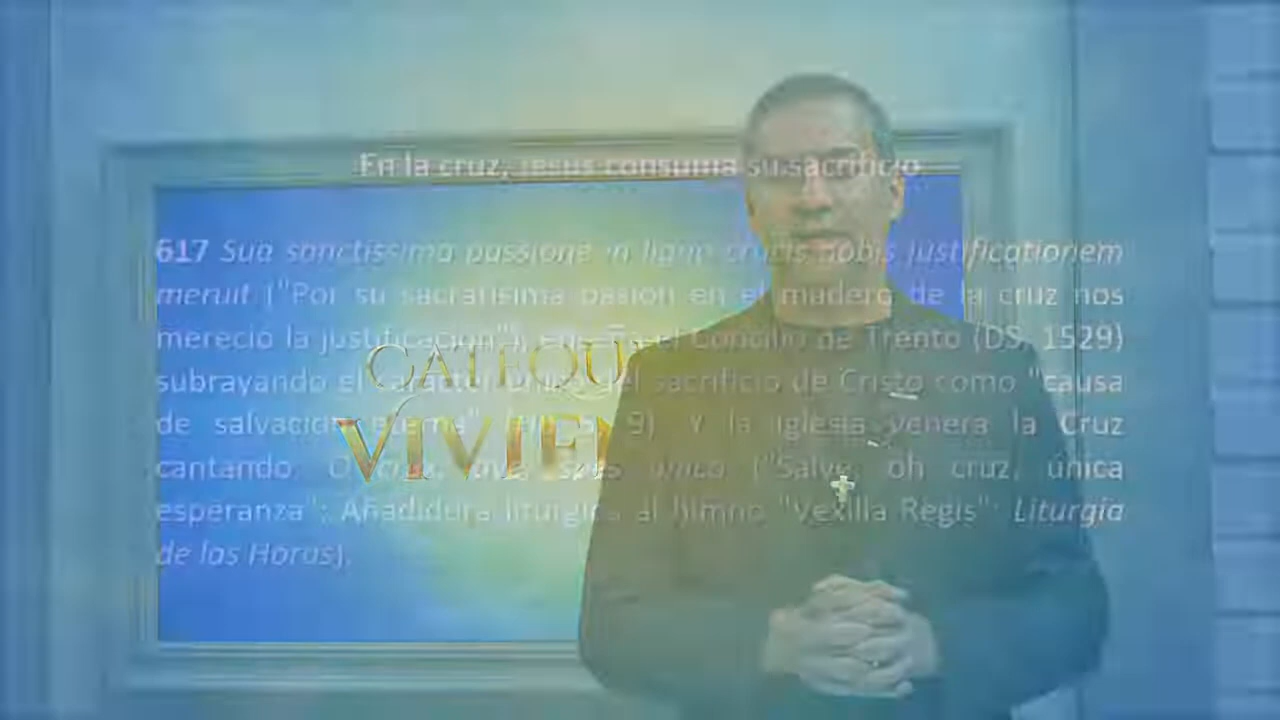 En la cruz, Jesús consuma su sacrificio
617 Sua sanctissima passione in ligno crucis nobis justificationem
meruit ("Por su sacratísima pasión en el madero de la cruz nos
mereció la justificación"), enseña el Concilio de Trento (DS, 1529)
subrayando el del sacrificio de Cristo como "causa
de salvación eterna" 9) Y la Iglesia venera la Cruz
cantando: ("Salve, oh cruz, única
esperanza"; Añadidura litúrgica al himno "Vexilla Regis": Liturgia
de las Horas).
CATEQU
VIVIEN